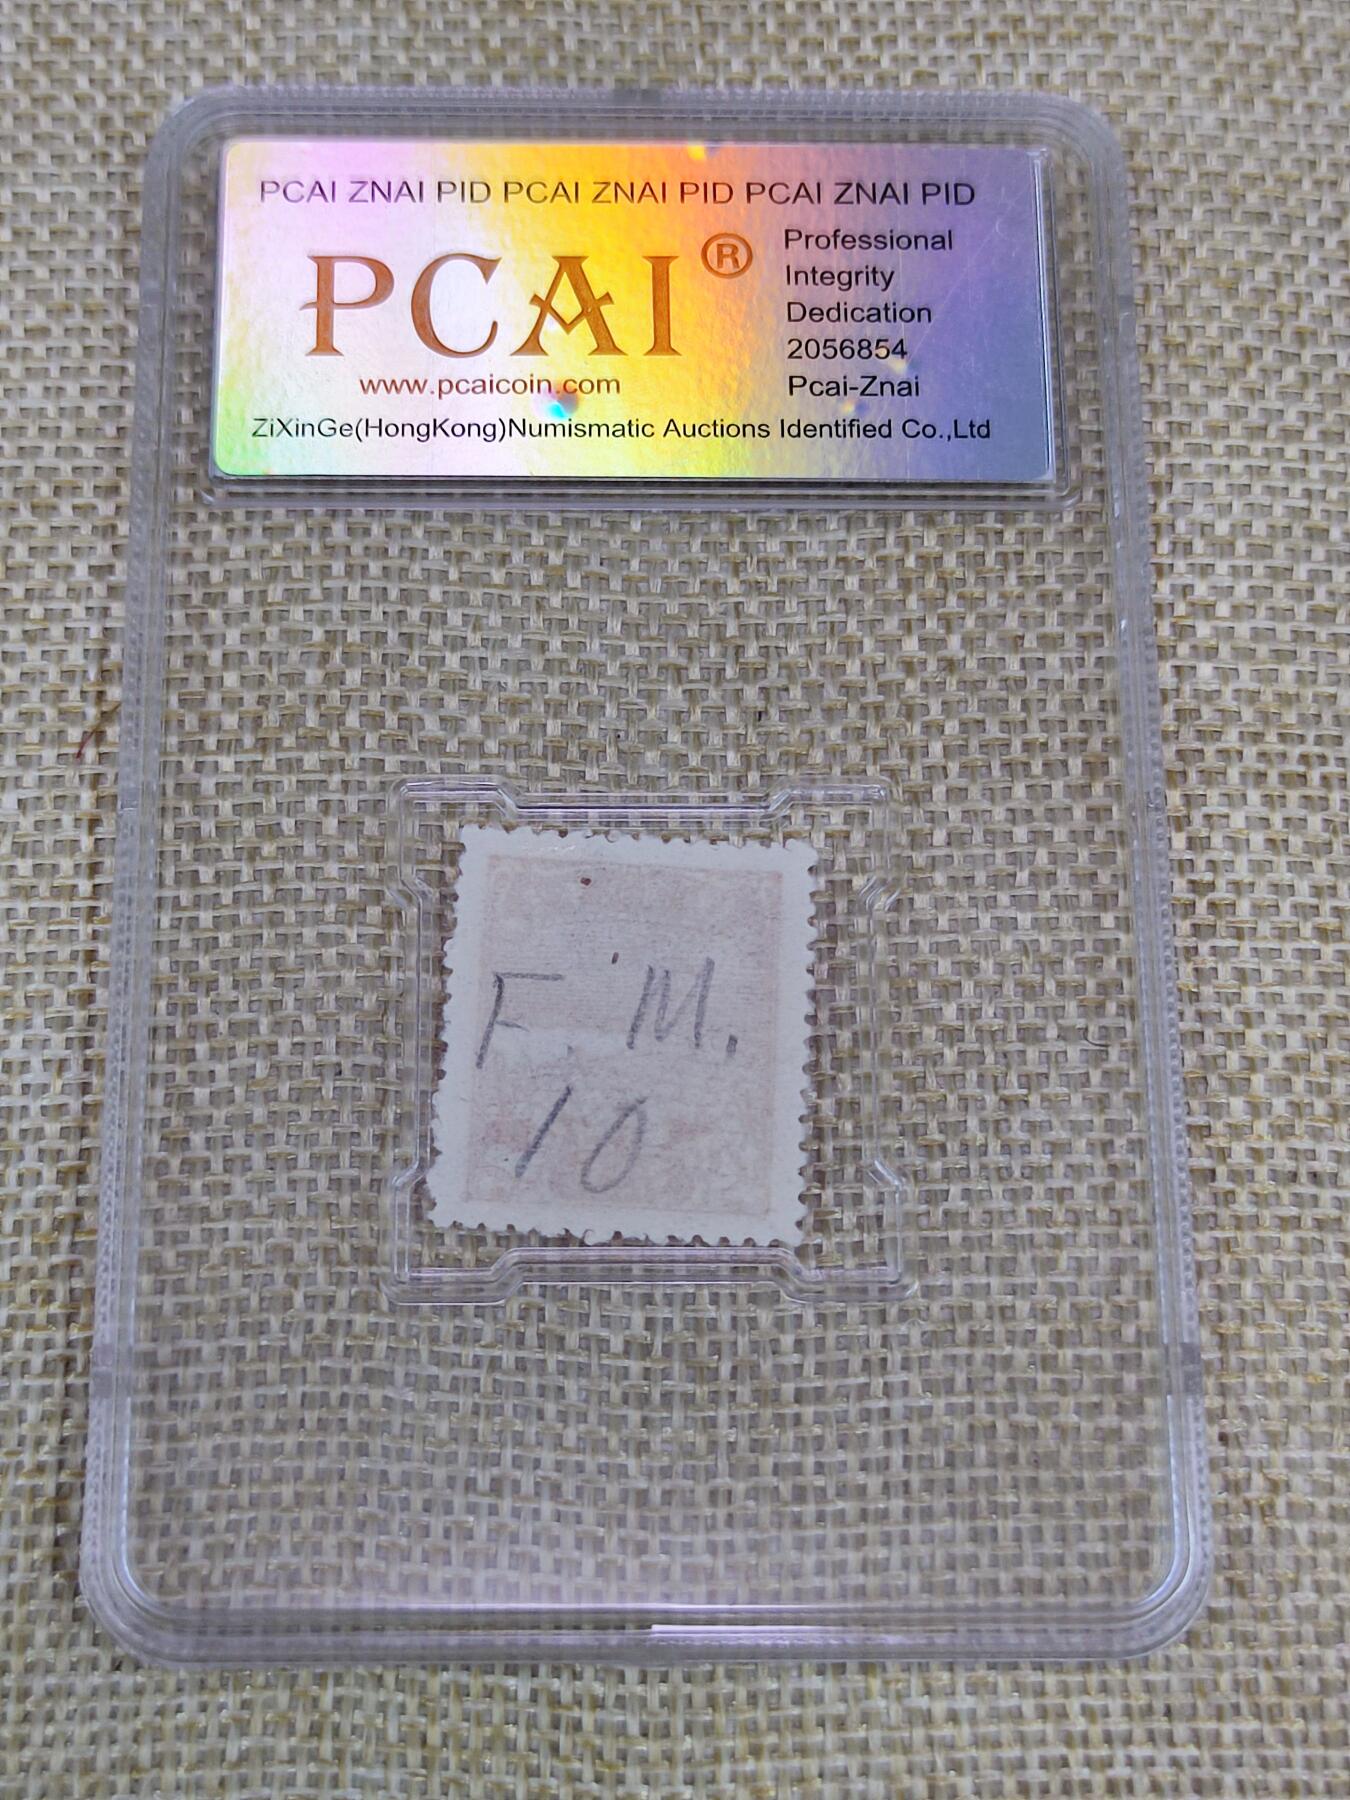 PCAI ZNAI PID PCAI ZNAI PID PCAI ZNAI PID
PCAI®
www.pcaicoin.com
Professional
Integrity
Dedication
2056854
Pcai-Znai
ZiXinGe(HongKong)Numismatic Auctions Identified Co.,Ltd
F. M.
10